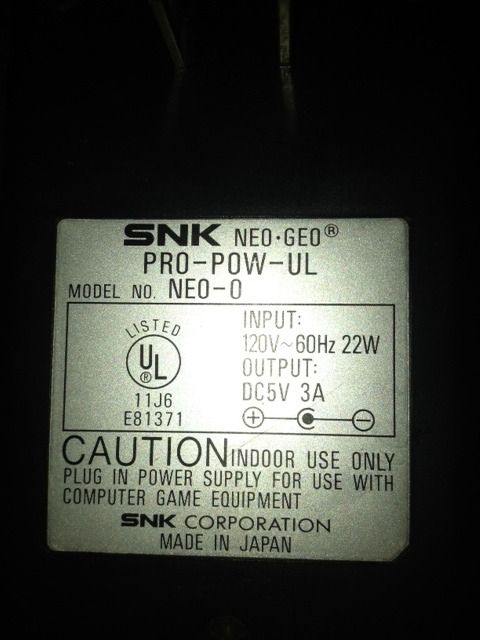 SNK NEO·GEO®
PRO-POW-UL
MODEL NO. NEO-0
LISTED
UL
®
11J6
E81371
INPUT:
120V~60Hz 22W
OUTPUT:
DC5V 3A
CAUTION INDOOR USE ONLY
PLUG IN POWER SUPPLY FOR USE WITH
COMPUTER GAME EQUIPMENT
SNK CORPORATION
MADE IN JAPAN